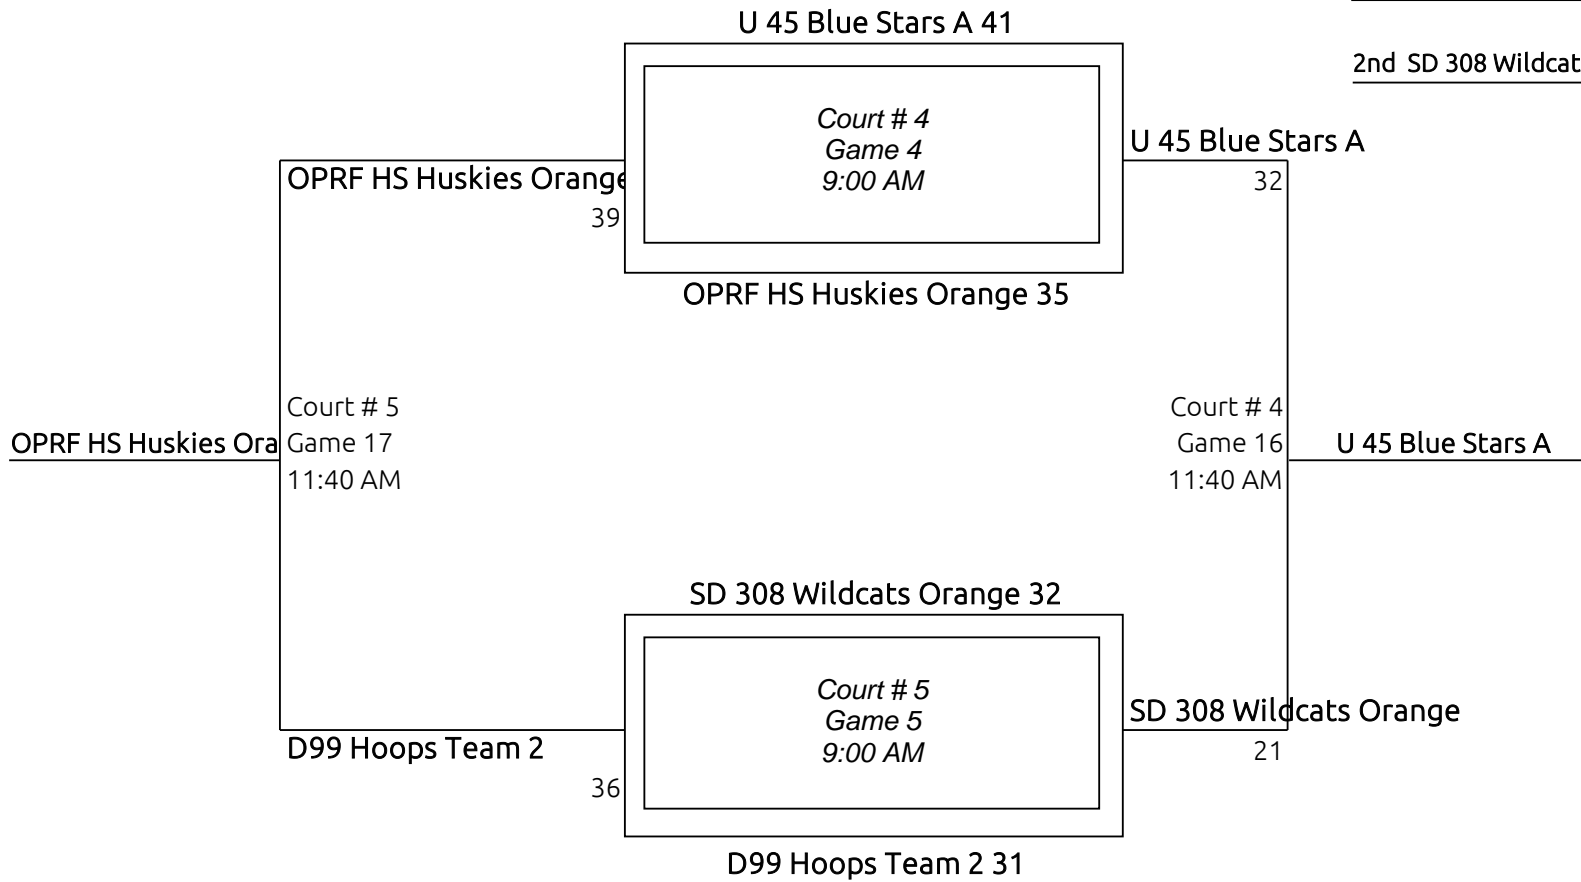 U 45 Blue Stars A 41
2nd SD 308 Wildcat
Court # 4
Game 4
9:00 AM
U 45 Blue Stars A
32
OPRF HS Huskies Orange
39
OPRF HS Huskies Orange 35
Court # 5
Game 17
11:40 AM
OPRF HS Huskies Ora
Court # 4
Game 16
11:40 AM
U 45 Blue Stars A
SD 308 Wildcats Orange 32
Court # 5
Game 5
9:00 AM
SD 308 Wildcats Orange
21
D99 Hoops Team 2
36
D99 Hoops Team 2 31